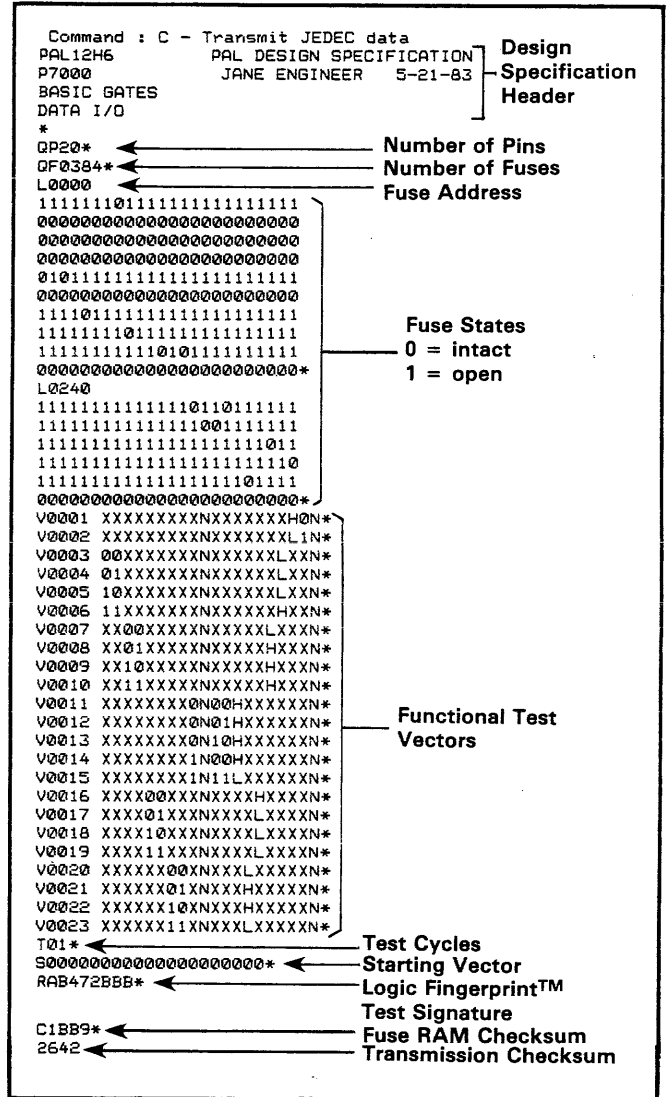 Command : C - Transmit JEDEC data
PAL12H6 PAL DESIGN SPECIFICATION
P7000 JANE ENGINEER 5-21-83
BASIC GATES
DATA I/O
Design
Specification
Header
*
QP20* Number of Pins
QF0384* Number of Fuses
L0000 Fuse Address
111111101111111111111111
000000000000000000000000
000000000000000000000000
000000000000000000000000
010111111111111111111111
000000000000000000000000
111101111111111111111111
111111110111111111111111
111111111110101111111111
000000000000000000000000*
L0240
111111111111110110111111
111111111111111001111111
111111111111111111111011
111111111111111111111110
111111111111111111101111
000000000000000000000000*
Fuse States
0 = intact
1 = open
V0001 XXXXXXXXXNXXXXXXXH0N*
V0002 XXXXXXXXXNXXXXXXXL1N*
V0003 00XXXXXXXNXXXXXXLXXN*
V0004 01XXXXXXXNXXXXXXLXXN*
V0005 10XXXXXXXNXXXXXXLXXN*
V0006 11XXXXXXXNXXXXXXHXXN*
V0007 XX00XXXXXNXXXXXLXXXN*
V0008 XX01XXXXXNXXXXXHXXXN*
V0009 XX10XXXXXNXXXXXHXXXN*
V0010 XX11XXXXXNXXXXXHXXXN*
V0011 XXXXXXXX0N00HXXXXXXN*
V0012 XXXXXXXX0N01HXXXXXXN*
V0013 XXXXXXXX0N10HXXXXXXN*
V0014 XXXXXXXX1N00HXXXXXXN*
V0015 XXXXXXXX1N11LXXXXXXN*
V0016 XXXX00XXXNXXXXHXXXXN*
V0017 XXXX01XXXNXXXXLXXXXN*
V0018 XXXX10XXXNXXXXLXXXXN*
V0019 XXXX11XXXNXXXXLXXXXN*
V0020 XXXXXX00XNXXXLXXXXXN*
V0021 XXXXXX01XNXXXHXXXXXN*
V0022 XXXXXX10XNXXXHXXXXXN*
V0023 XXXXXX11XNXXXLXXXXXN*
Functional Test
Vectors
T01* Test Cycles
S00000000000000000000* Starting Vector
RAB472BBB* Logic Fingerprint™
Test Signature
C1BB9* Fuse RAM Checksum
2642 Transmission Checksum